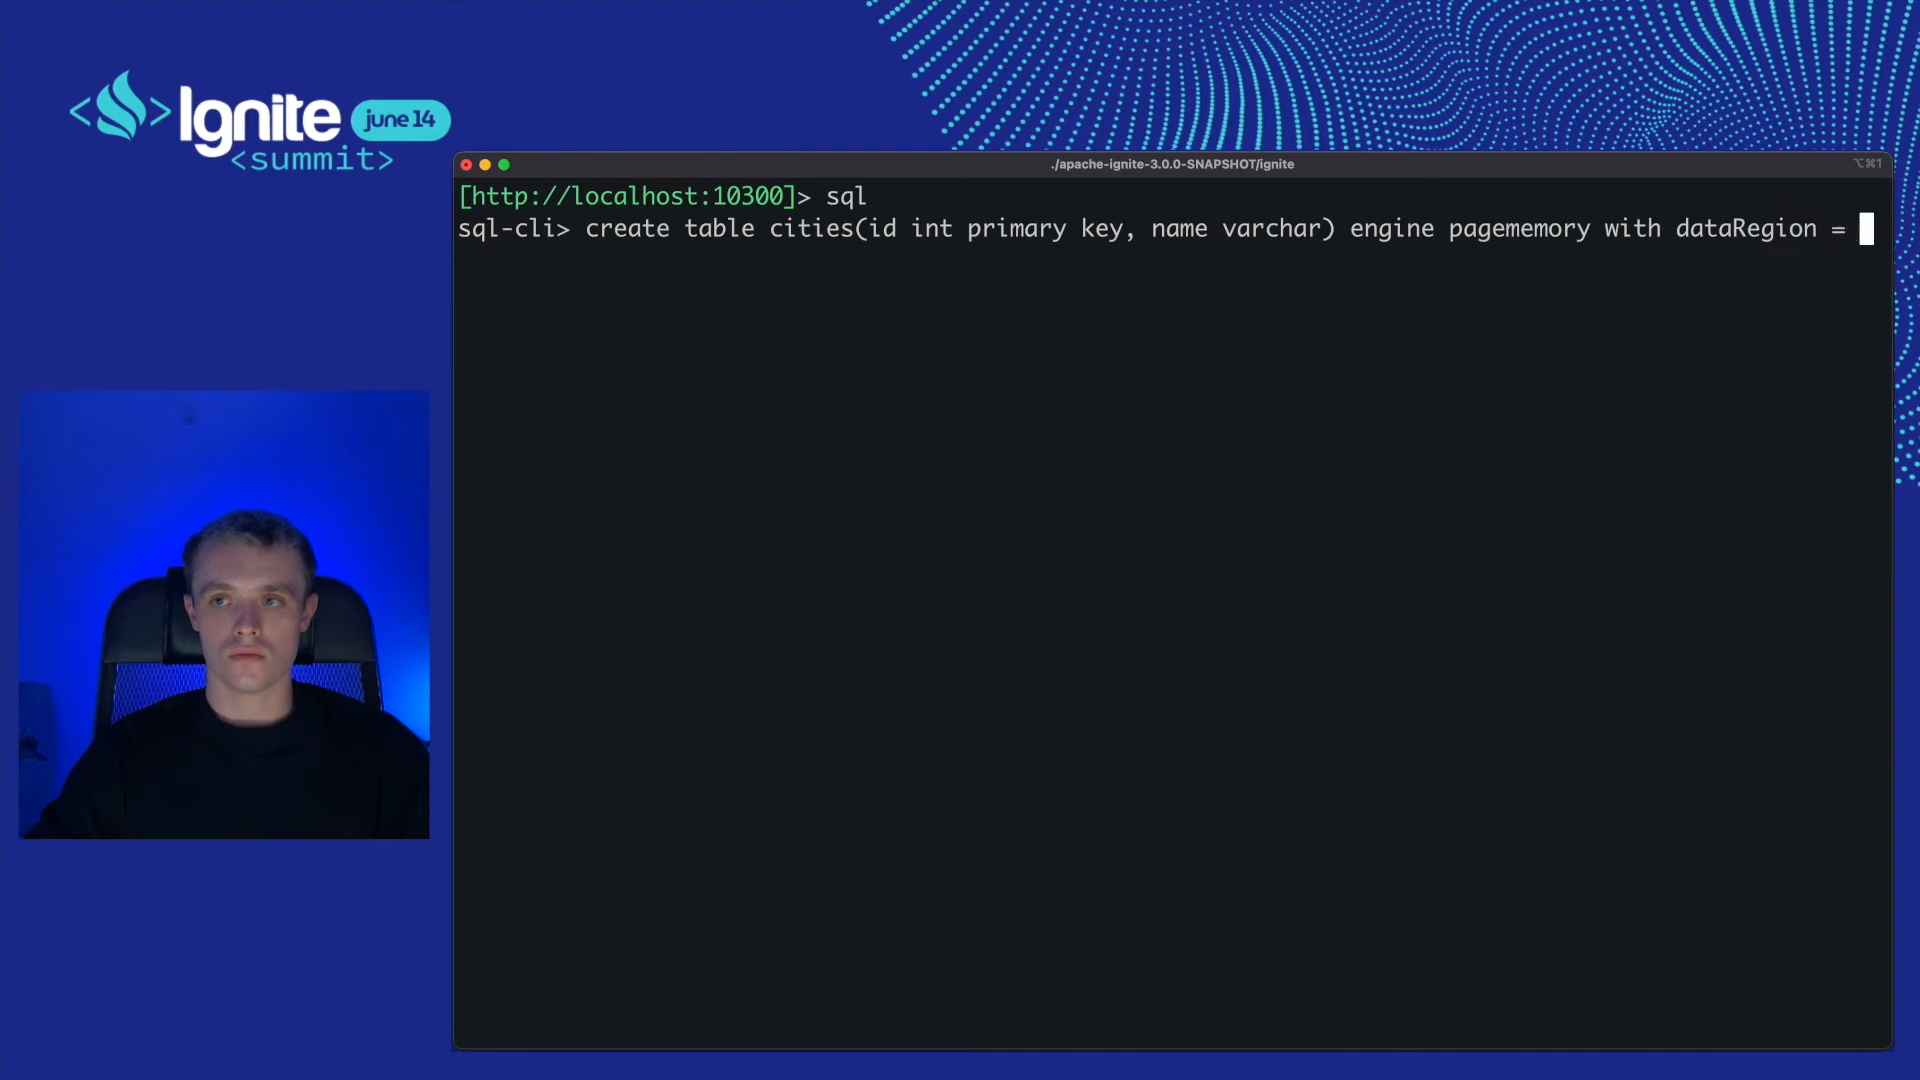 <Ignite june 14
<summit>
./apache-ignite-3.0.0-SNAPSHOT/ignite
⌥⌘1
[http://localhost:10300]> sql
sql-cli> create table cities(id int primary key, name varchar) engine pagememory with dataRegion =